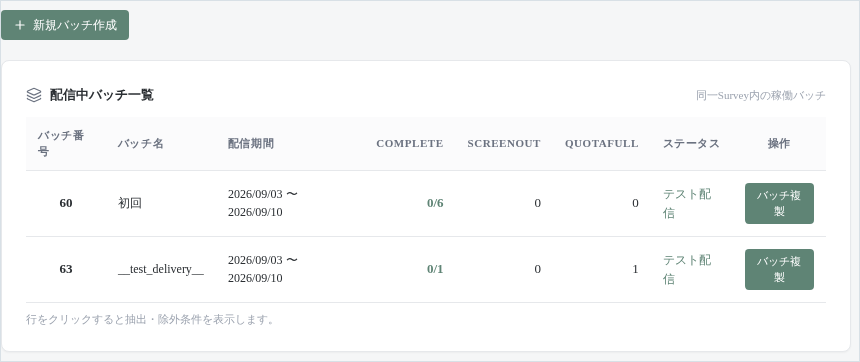 新規バッチ作成
配信中バッチ一覧
同一Survey内の稼働バッチ
バッチ番号 バッチ名 配信期間 COMPLETE SCREENOUT QUOTAFULL ステータス 操作
60 初回 2026/09/03 〜 2026/09/10 0/6 0 0 テスト配信 バッチ複製
63 __test_delivery__ 2026/09/03 〜 2026/09/10 0/1 0 1 テスト配信 バッチ複製
行をクリックすると抽出・除外条件を表示します。